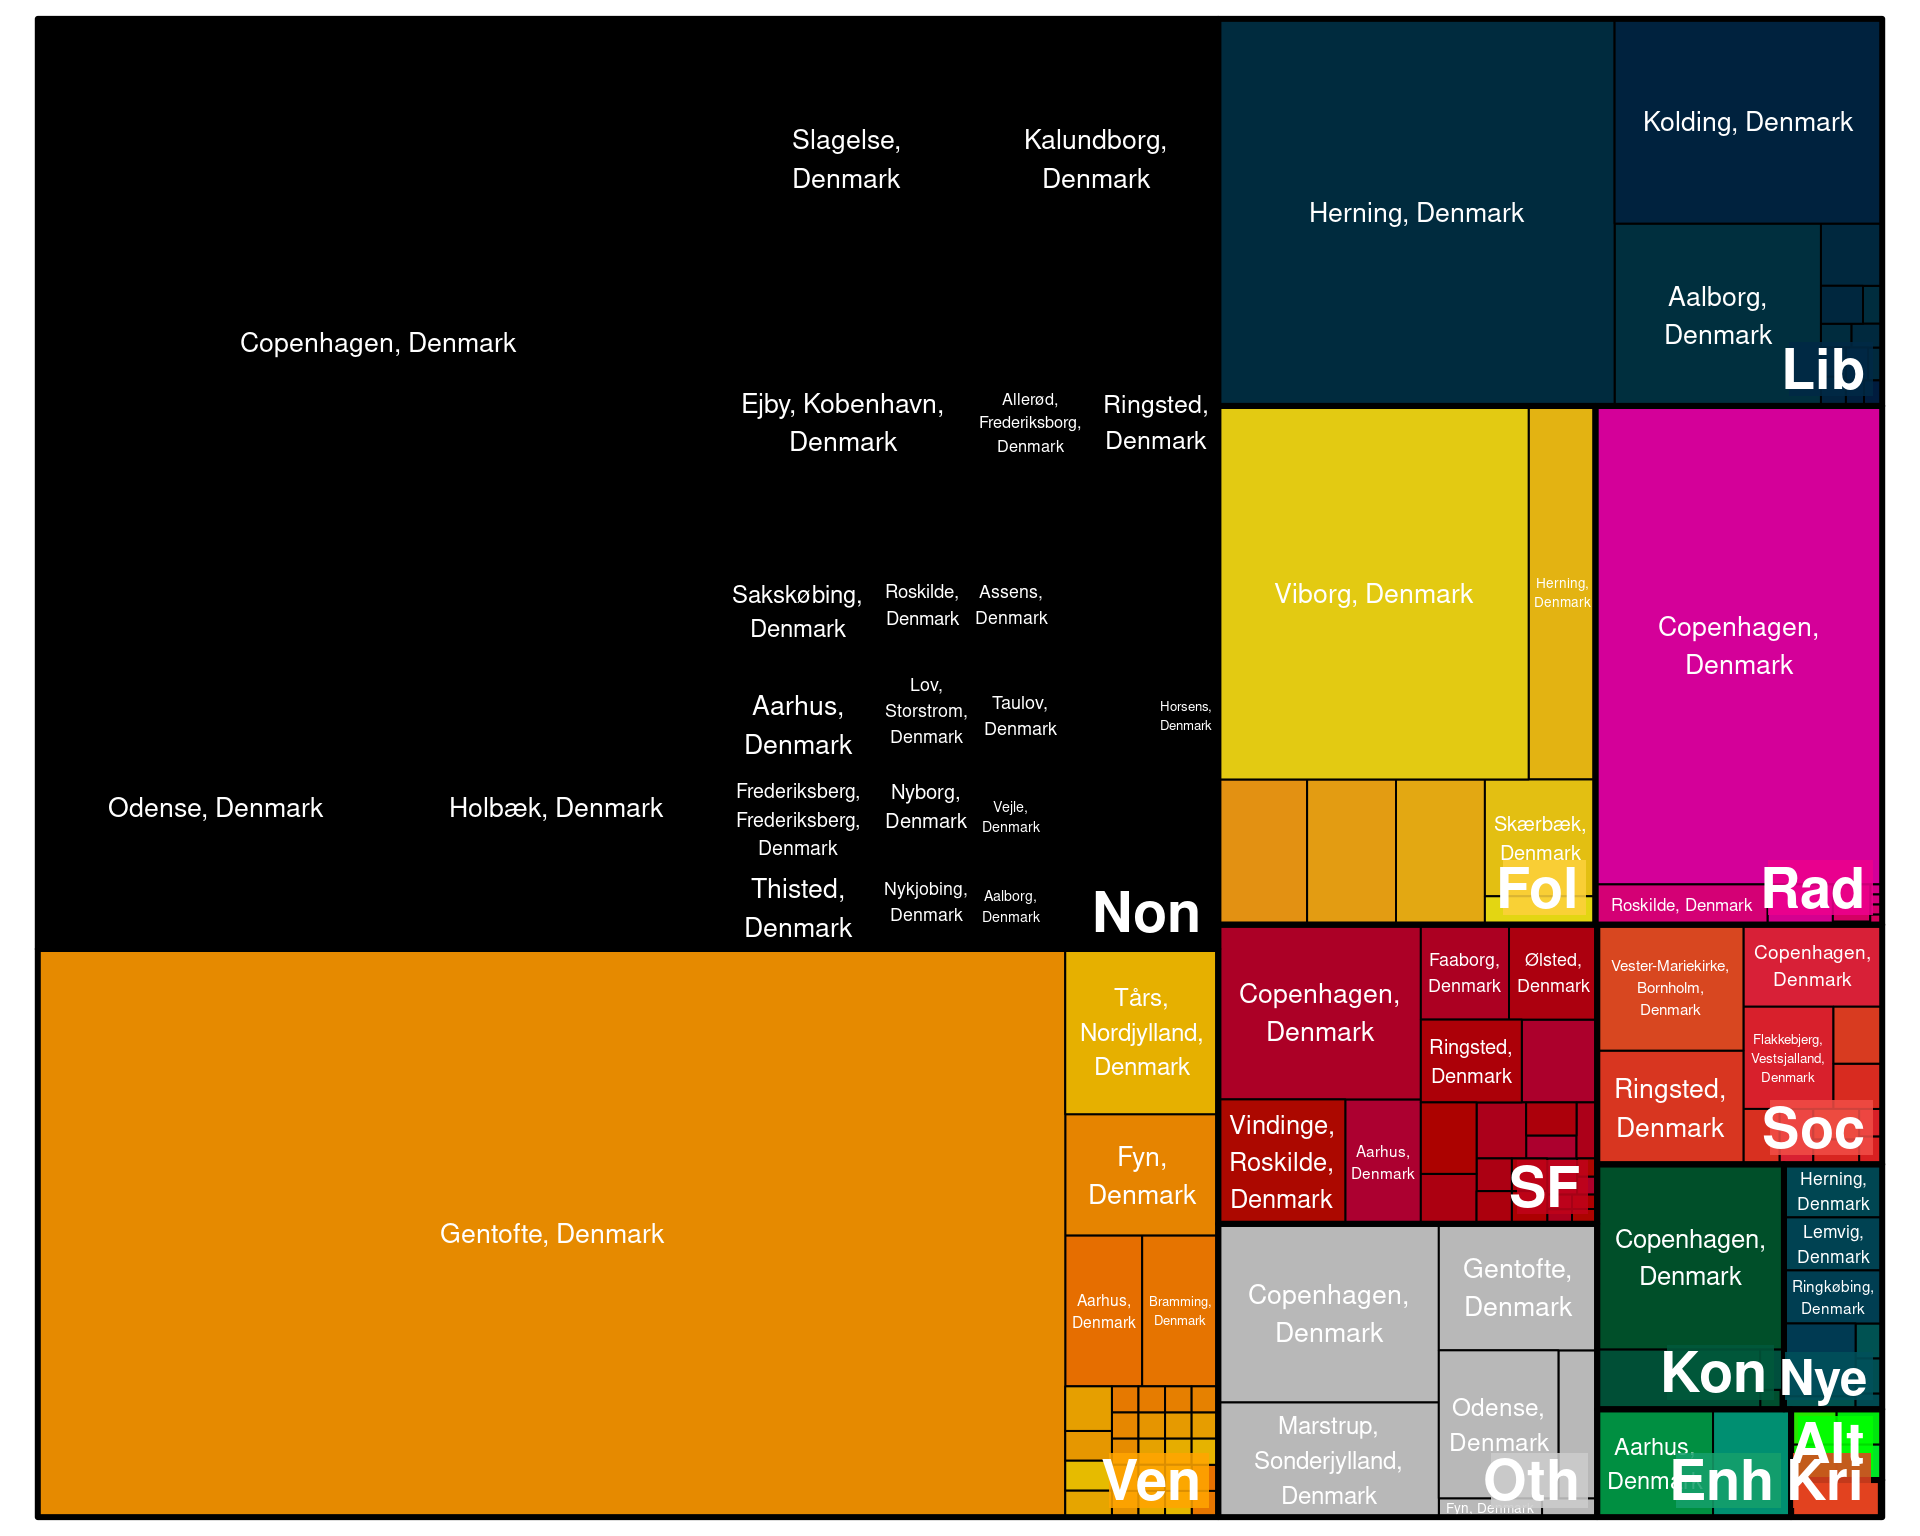 Copenhagen, Denmark
Slagelse,
Denmark
Kalundborg,
Denmark
Ejby, Kobenhavn,
Denmark
Allerød,
Frederiksborg,
Denmark
Ringsted,
Denmark
Odense, Denmark
Holbæk, Denmark
Sakskøbing,
Denmark
Roskilde,
Denmark
Assens,
Denmark
Aarhus,
Denmark
Lov,
Storstrom,
Denmark
Taulov,
Denmark
Horsens,
Denmark
Frederiksberg,
Frederiksberg,
Denmark
Nyborg,
Denmark
Vejle,
Denmark
Thisted,
Denmark
Nykjobing,
Denmark
Aalborg,
Denmark
Non
Herning, Denmark
Kolding, Denmark
Aalborg,
Denmark
Lib
Viborg, Denmark
Herning,
Denmark
Skærbæk,
Denmark
Fol
Copenhagen,
Denmark
Roskilde, Denmark
Rad
Gentofte, Denmark
Tårs,
Nordjylland,
Denmark
Fyn,
Denmark
Aarhus,
Denmark
Bramming,
Denmark
Ven
Copenhagen,
Denmark
Faaborg,
Denmark
Ølsted,
Denmark
Ringsted,
Denmark
Vindinge,
Roskilde,
Denmark
Aarhus,
Denmark
SF
Vester-Mariekirke,
Bornholm,
Denmark
Copenhagen,
Denmark
Ringsted,
Denmark
Flakkebjerg,
Vestsjalland,
Denmark
Soc
Copenhagen,
Denmark
Gentofte,
Denmark
Marstrup,
Sonderjylland,
Denmark
Odense,
Denmark
Fyn, Denmark
Oth
Copenhagen,
Denmark
Kon
Herning,
Denmark
Lemvig,
Denmark
Ringkøbing,
Denmark
Nye
Aarhus,
Denmark
Enh
Alt
Kri